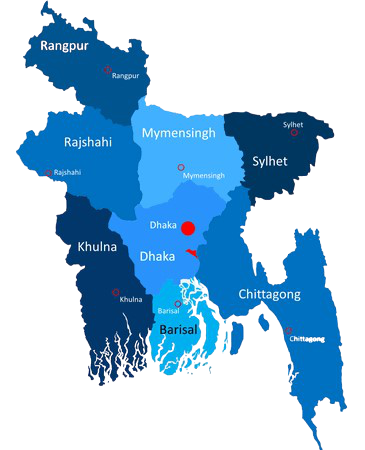 Rangpur
Rangpur
Rajshahi
Rajshahi
Mymensingh
Mymensingh
Sylhet
Sylhet
Dhaka
Dhaka
Khulna
Khulna
Chittagong
Chittagong
Barisal
Barisal